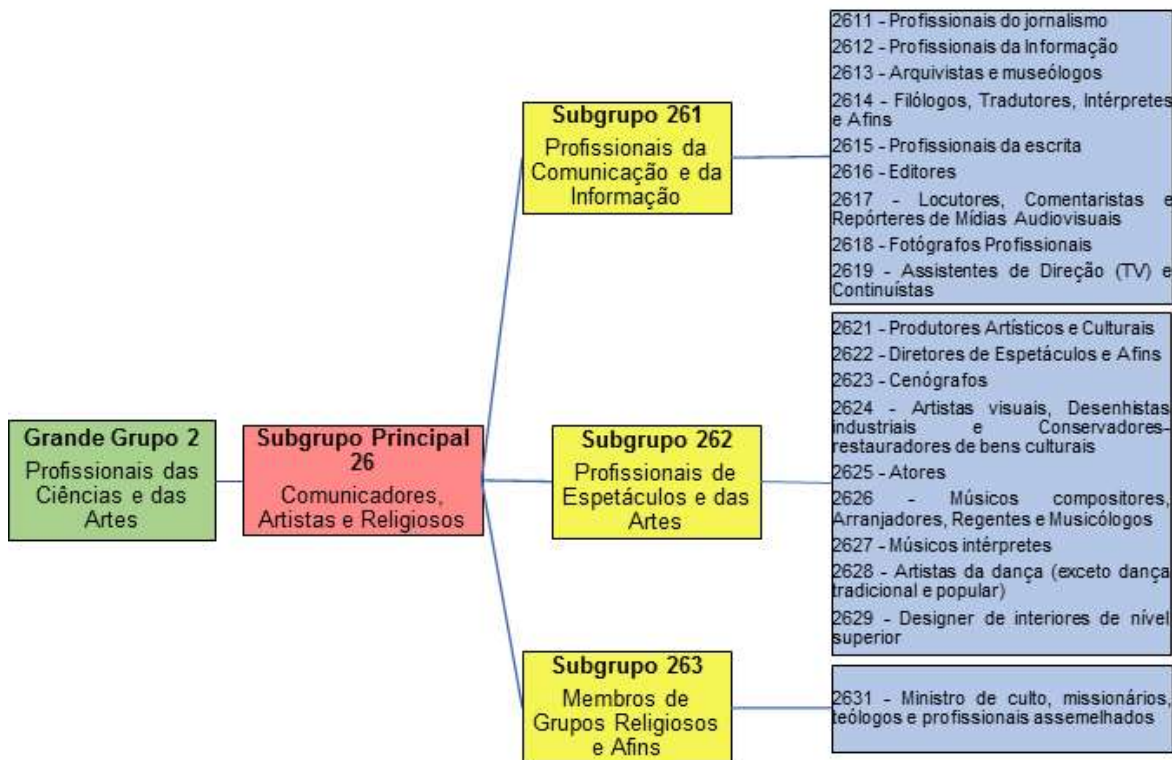 Grande Grupo 2
Profissionais das
Ciências e das
Artes
Subgrupo Principal
26
Comunicadores,
Artistas e Religiosos
Subgrupo 261
Profissionais da
Comunicação e da
Informação
2611 - Profissionais do jornalismo
2612 - Profissionais da Informação
2613 - Arquivistas e museólogos
2614 - Filólogos, Tradutores, Intérpretes
e Afins
2615 - Profissionais da escrita
2616 - Editores
2617 - Locutores, Comentaristas e
Repórteres de Mídias Audiovisuais
2618 - Fotógrafos Profissionais
2619 - Assistentes de Direção (TV) e
Continuístas
Subgrupo 262
Profissionais de
Espetáculos e das
Artes
2621 - Produtores Artísticos e Culturais
2622 - Diretores de Espetáculos e Afins
2623 - Cenógrafos
2624 - Artistas visuais, Desenhistas
industriais e Conservadores-
restauradores de bens culturais
2625 - Atores
2626 - Músicos compositores,
Arranjadores, Regentes e Musicólogos
2627 - Músicos intérpretes
2628 - Artistas da dança (exceto dança
tradicional e popular)
2629 - Designer de interiores de nível
superior
Subgrupo 263
Membros de
Grupos Religiosos
e Afins
2631 - Ministro de culto, missionários,
teólogos e profissionais assemelhados